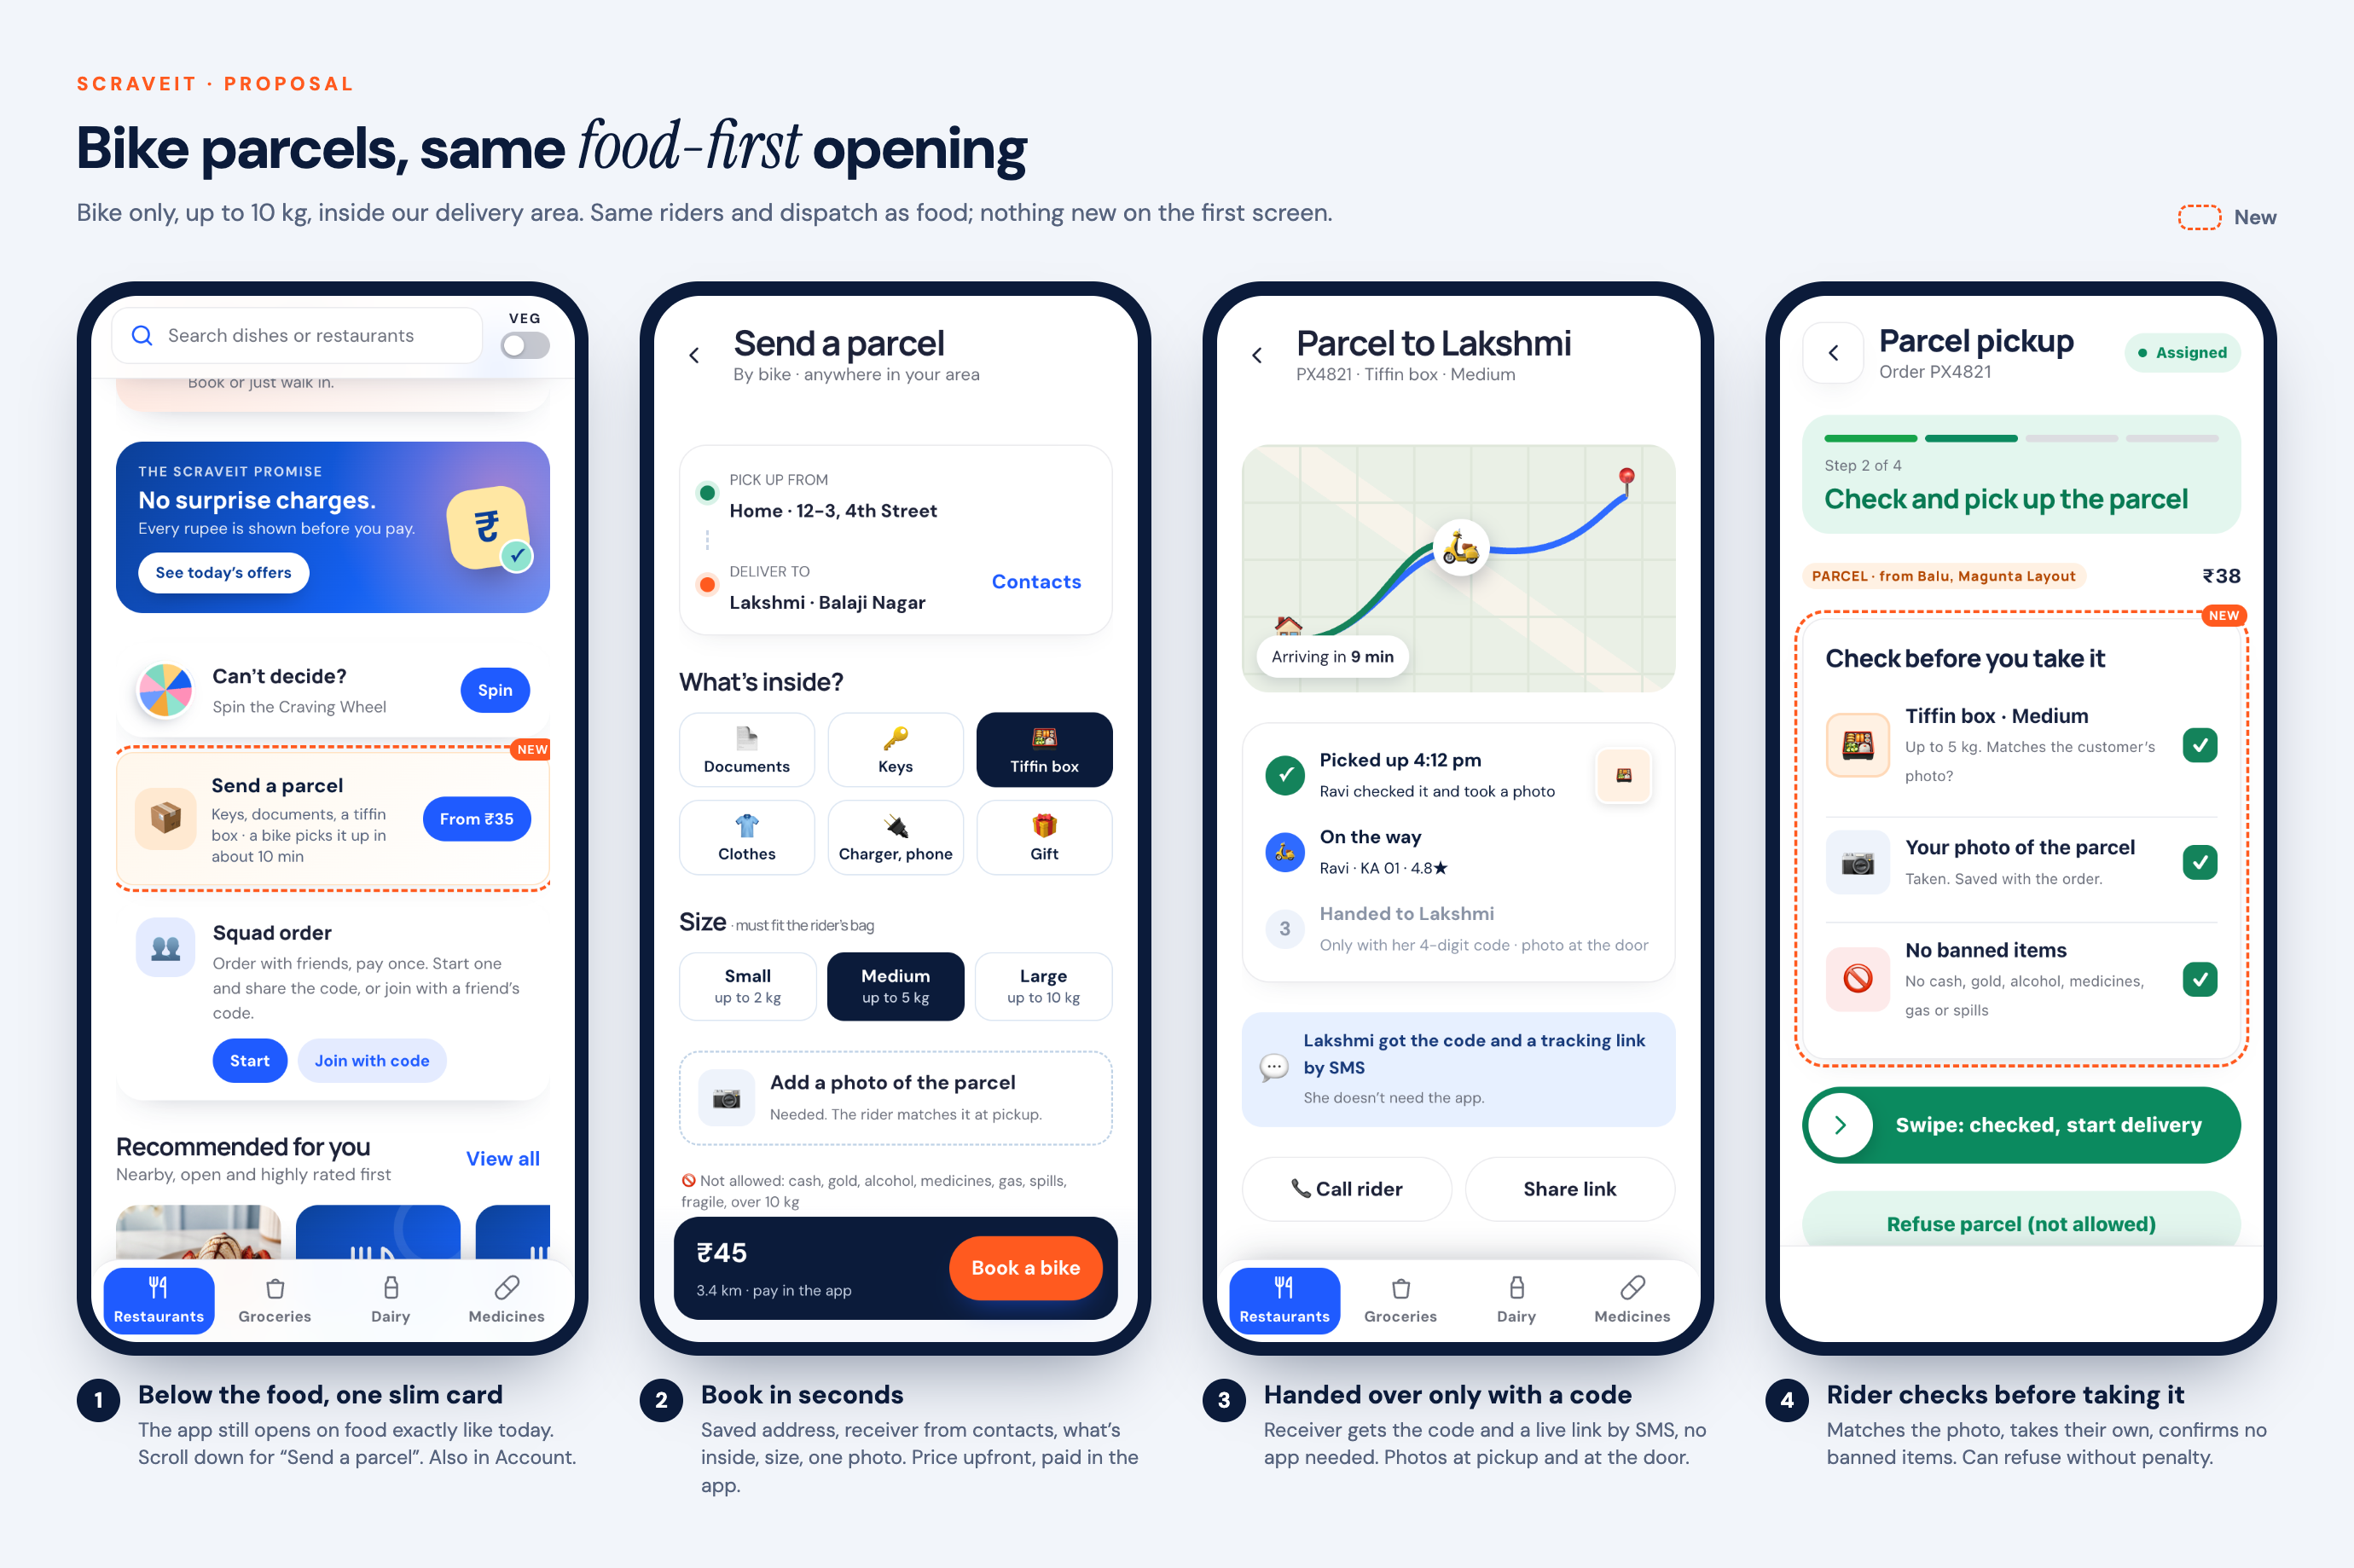 SCRAVEIT · PROPOSAL
Bike parcels, same food-first opening
Bike only, up to 10 kg, inside our delivery area. Same riders and dispatch as food; nothing new on the first screen.
New
Search dishes or restaurants
VEG
Book or just walk in.
THE SCRAVEIT PROMISE
No surprise charges.
Every rupee is shown before you pay.
See today's offers
₹
Can't decide?
Spin the Craving Wheel
Spin
NEW
Send a parcel
Keys, documents, a tiffin
box · a bike picks it up in
about 10 min
From ₹35
Squad order
Order with friends, pay once. Start one
and share the code, or join with a friend's
code.
Start
Join with code
Recommended for you
Nearby, open and highly rated first
View all
Restaurants
Groceries
Dairy
Medicines
1
Below the food, one slim card
The app still opens on food exactly like today.
Scroll down for “Send a parcel”. Also in Account.
Send a parcel
By bike · anywhere in your area
PICK UP FROM
Home · 12-3, 4th Street
DELIVER TO
Lakshmi · Balaji Nagar
Contacts
What's inside?
Documents
Keys
Tiffin box
Clothes
Charger, phone
Gift
Size · must fit the rider's bag
Small
up to 2 kg
Medium
up to 5 kg
Large
up to 10 kg
Add a photo of the parcel
Needed. The rider matches it at pickup.
Not allowed: cash, gold, alcohol, medicines, gas, spills,
fragile, over 10 kg
₹45
3.4 km · pay in the app
Book a bike
2
Book in seconds
Saved address, receiver from contacts, what's
inside, size, one photo. Price upfront, paid in the
app.
Parcel to Lakshmi
PX4821 · Tiffin box · Medium
Arriving in 9 min
Picked up 4:12 pm
Ravi checked it and took a photo
On the way
Ravi · KA 01 · 4.8★
3
Handed to Lakshmi
Only with her 4-digit code · photo at the door
Lakshmi got the code and a tracking link
by SMS
She doesn't need the app.
Call rider
Share link
Restaurants
Groceries
Dairy
Medicines
3
Handed over only with a code
Receiver gets the code and a live link by SMS, no
app needed. Photos at pickup and at the door.
Parcel pickup
Order PX4821
Assigned
Step 2 of 4
Check and pick up the parcel
PARCEL · from Balu, Magunta Layout
₹38
NEW
Check before you take it
Tiffin box · Medium
Up to 5 kg. Matches the customer's
photo?
Your photo of the parcel
Taken. Saved with the order.
No banned items
No cash, gold, alcohol, medicines,
gas or spills
Swipe: checked, start delivery
Refuse parcel (not allowed)
4
Rider checks before taking it
Matches the photo, takes their own, confirms no
banned items. Can refuse without penalty.